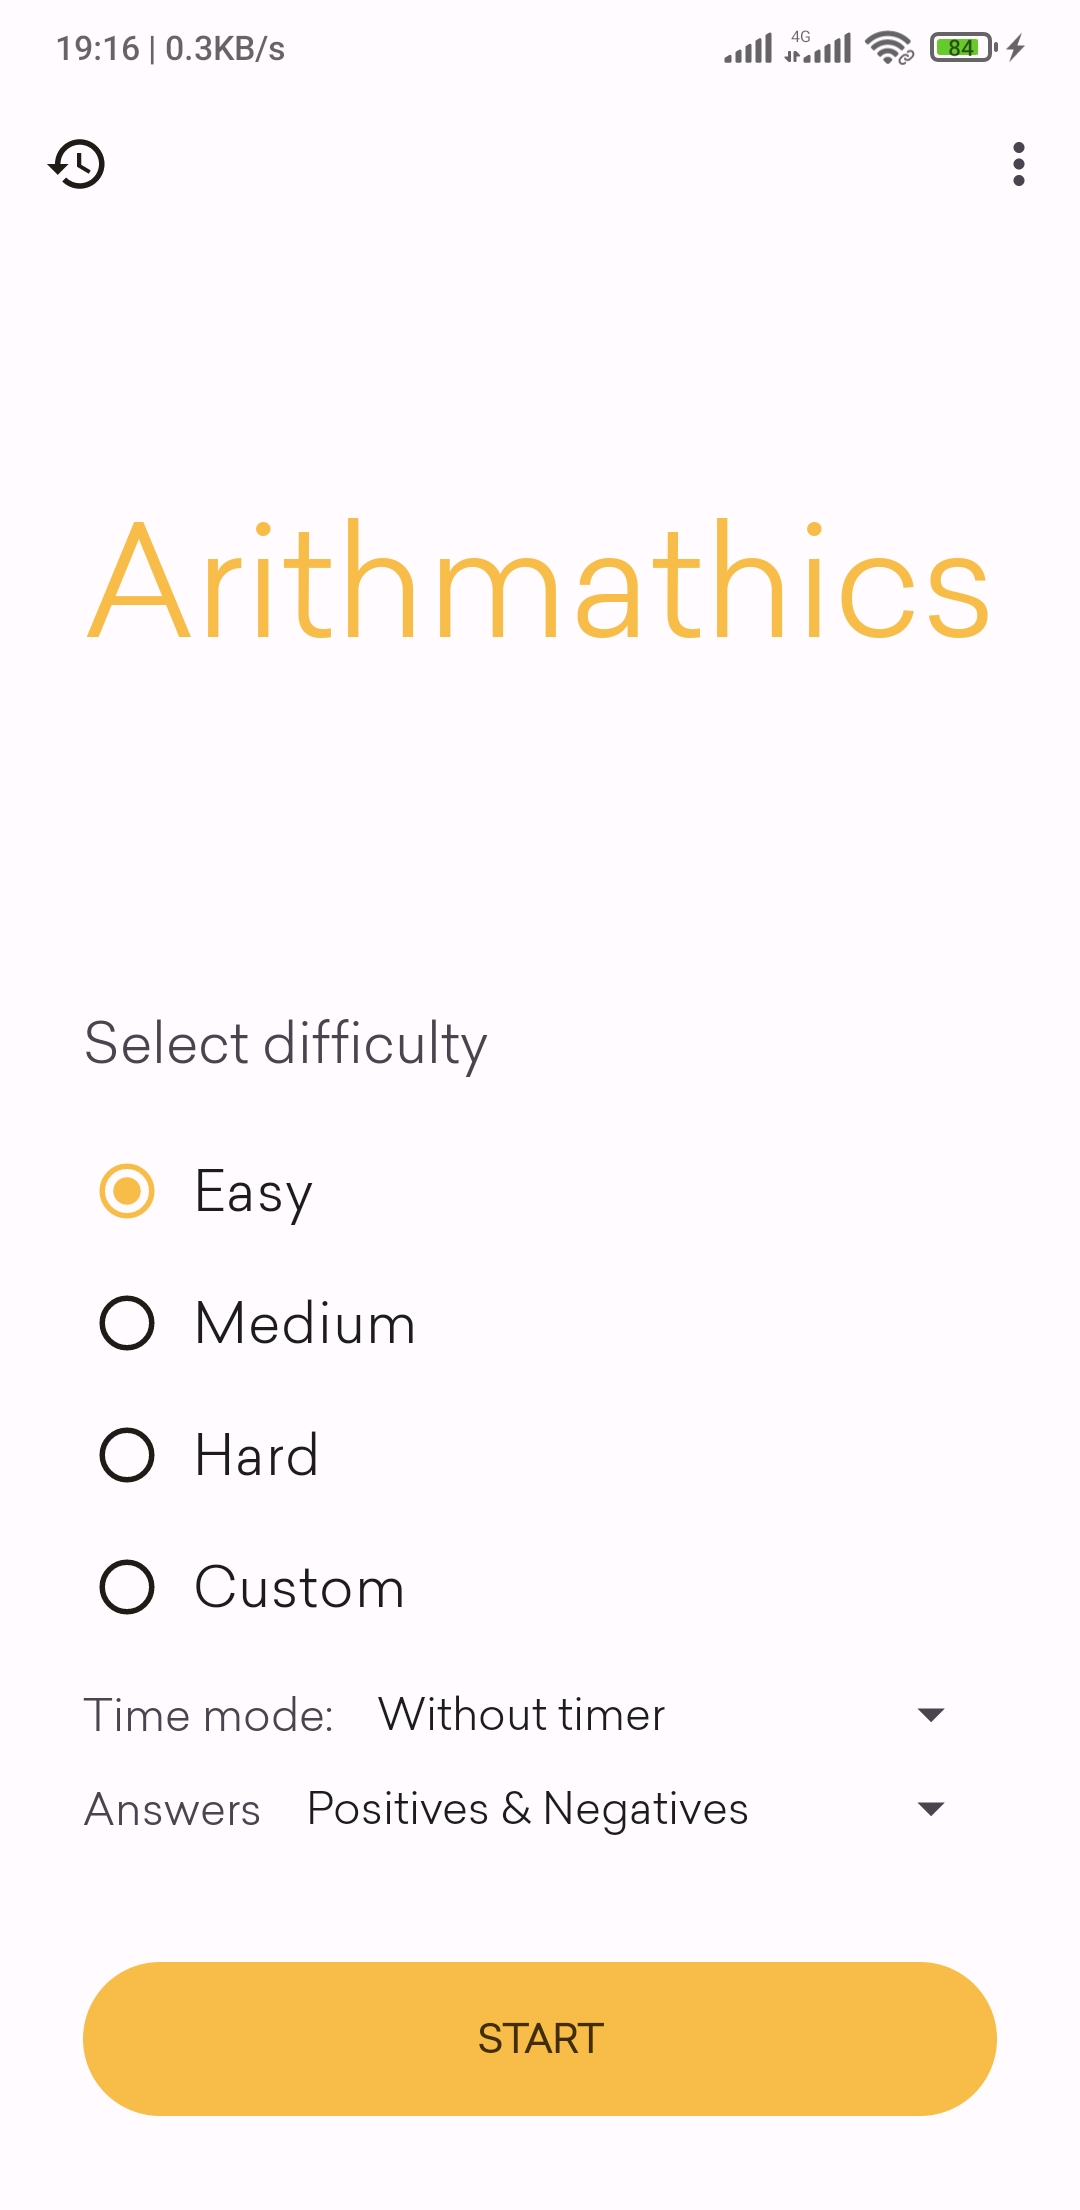 19:16 | 0.3KB/s 4G 84
Arithmathics
Select difficulty
Easy
Medium
Hard
Custom
Time mode: Without timer
Answers Positives & Negatives
START